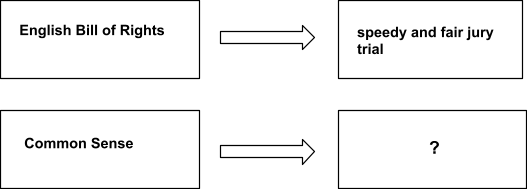 English Bill of Rights
speedy and fair jury
trial
Common Sense
?